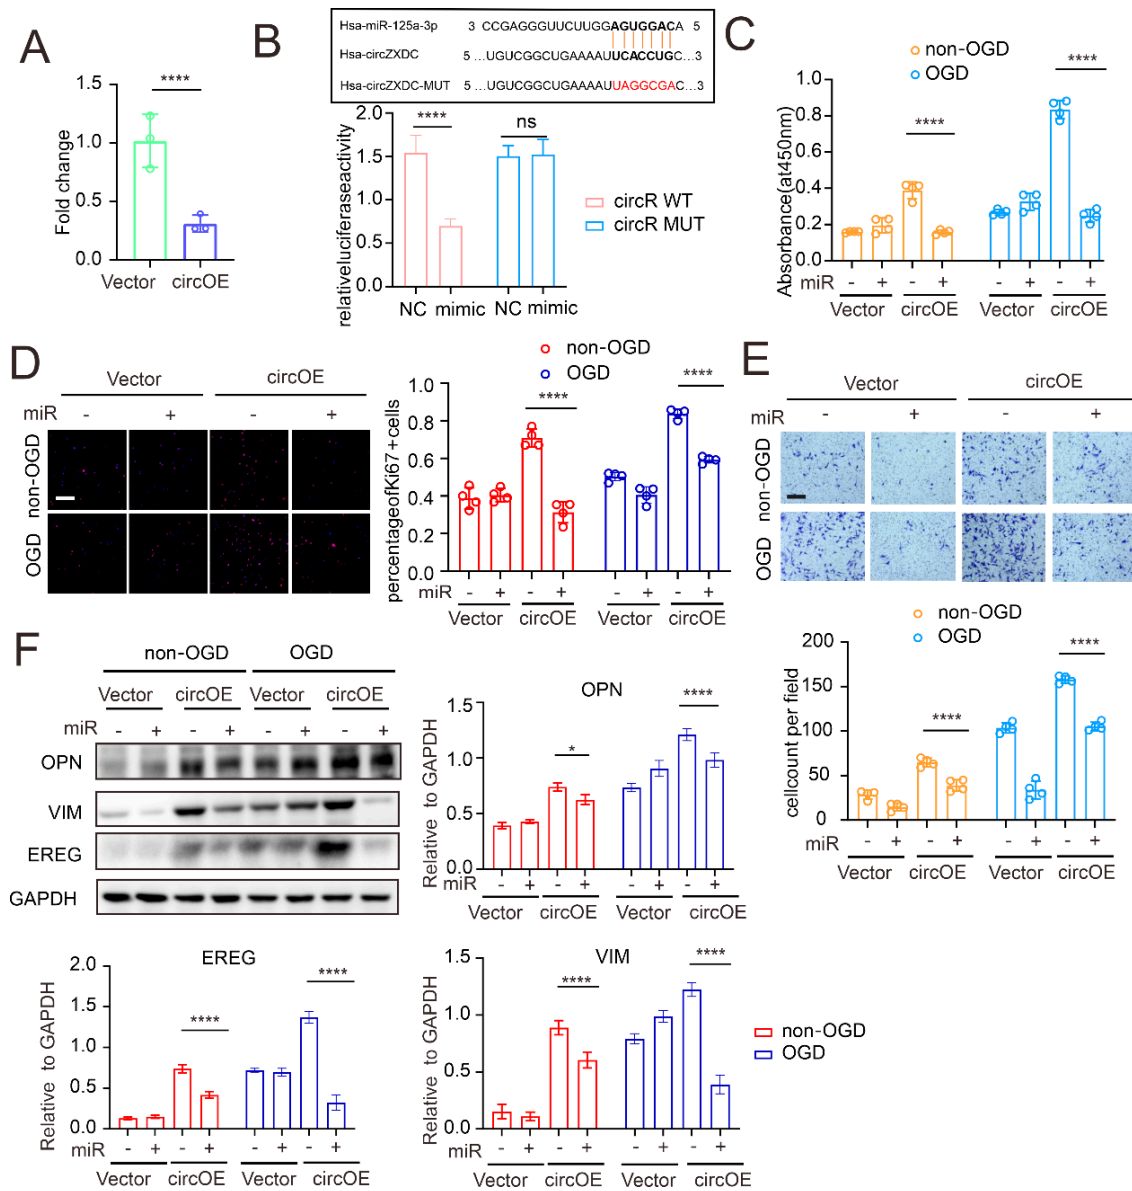 A
****
Fold change
1.5
1.0
0.5
0.0
Vector
circOE
B
Hsa-miR-125a-3p 3 CCGAGGGUUCUUGGAGUGGACA 5
Hsa-circZXDC 5 ...UGUCGGCUGAAAAUUCACCUGC...3
Hsa-circZXDC-MUT 5 ...UGUCGGCUGAAAAUUAGGCGAC...3
relativeluciferaseactivity
2.0
1.5
1.0
0.5
0.0
**** ns
NC mimic NC mimic
circR WT
circR MUT
C
non-OGD
OGD
Absorbance(at450nm)
1.0
0.8
0.4
0.2
0.0
**** ****
miR - + - + - + - +
Vector circOE Vector circOE
D
Vector circOE
miR - + - +
non-OGD
OGD
non-OGD
OGD
percentageofKi67+cells
1.0
0.8
0.6
0.4
0.2
0.0
**** ****
miR - + - + - + - +
Vector circOE Vector circOE
E
Vector circOE
miR - + - +
non-OGD
OGD
non-OGD
OGD
cellcount per field
200
150
100
50
0
**** ****
miR - + - + - + - +
Vector circOE Vector circOE
F
non-OGD OGD
Vector circOE Vector circOE
miR - + - + - + - +
OPN
VIM
EREG
GAPDH
OPN
Relative to GAPDH
1.5
1.0
0.5
0.0
* ****
miR - + - + - + - +
Vector circOE Vector circOE
EREG
Relative to GAPDH
2.0
1.5
1.0
0.5
0.0
**** ****
miR - + - + - + - +
Vector circOE Vector circOE
VIM
Relative to GAPDH
1.5
1.0
0.5
0.0
**** ****
miR - + - + - + - +
Vector circOE Vector circOE
non-OGD
OGD